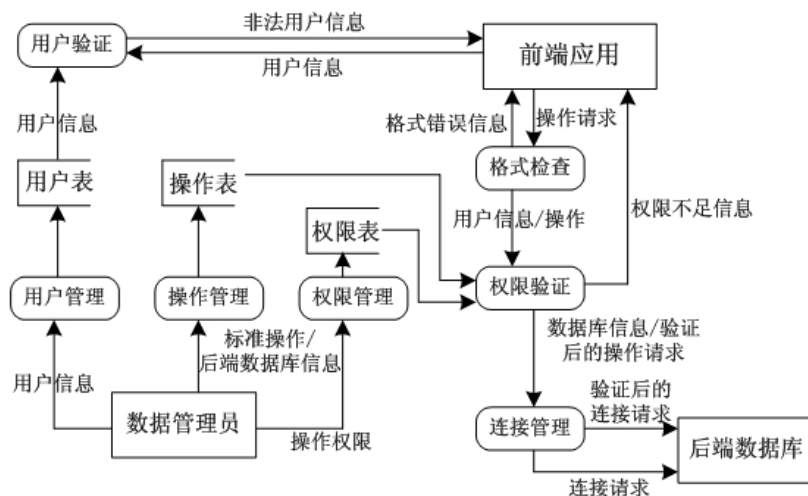 非法用户信息
用户验证
前端应用
用户信息
用户信息
格式错误信息
操作请求
格式检查
用户表
操作表
用户信息/操作
权限不足信息
权限表
用户管理
操作管理
权限管理
权限验证
标准操作/
后端数据库信息
数据库信息/验证
后的操作请求
用户信息
数据管理员
操作权限
验证后的
连接请求
连接管理
后端数据库
连接请求